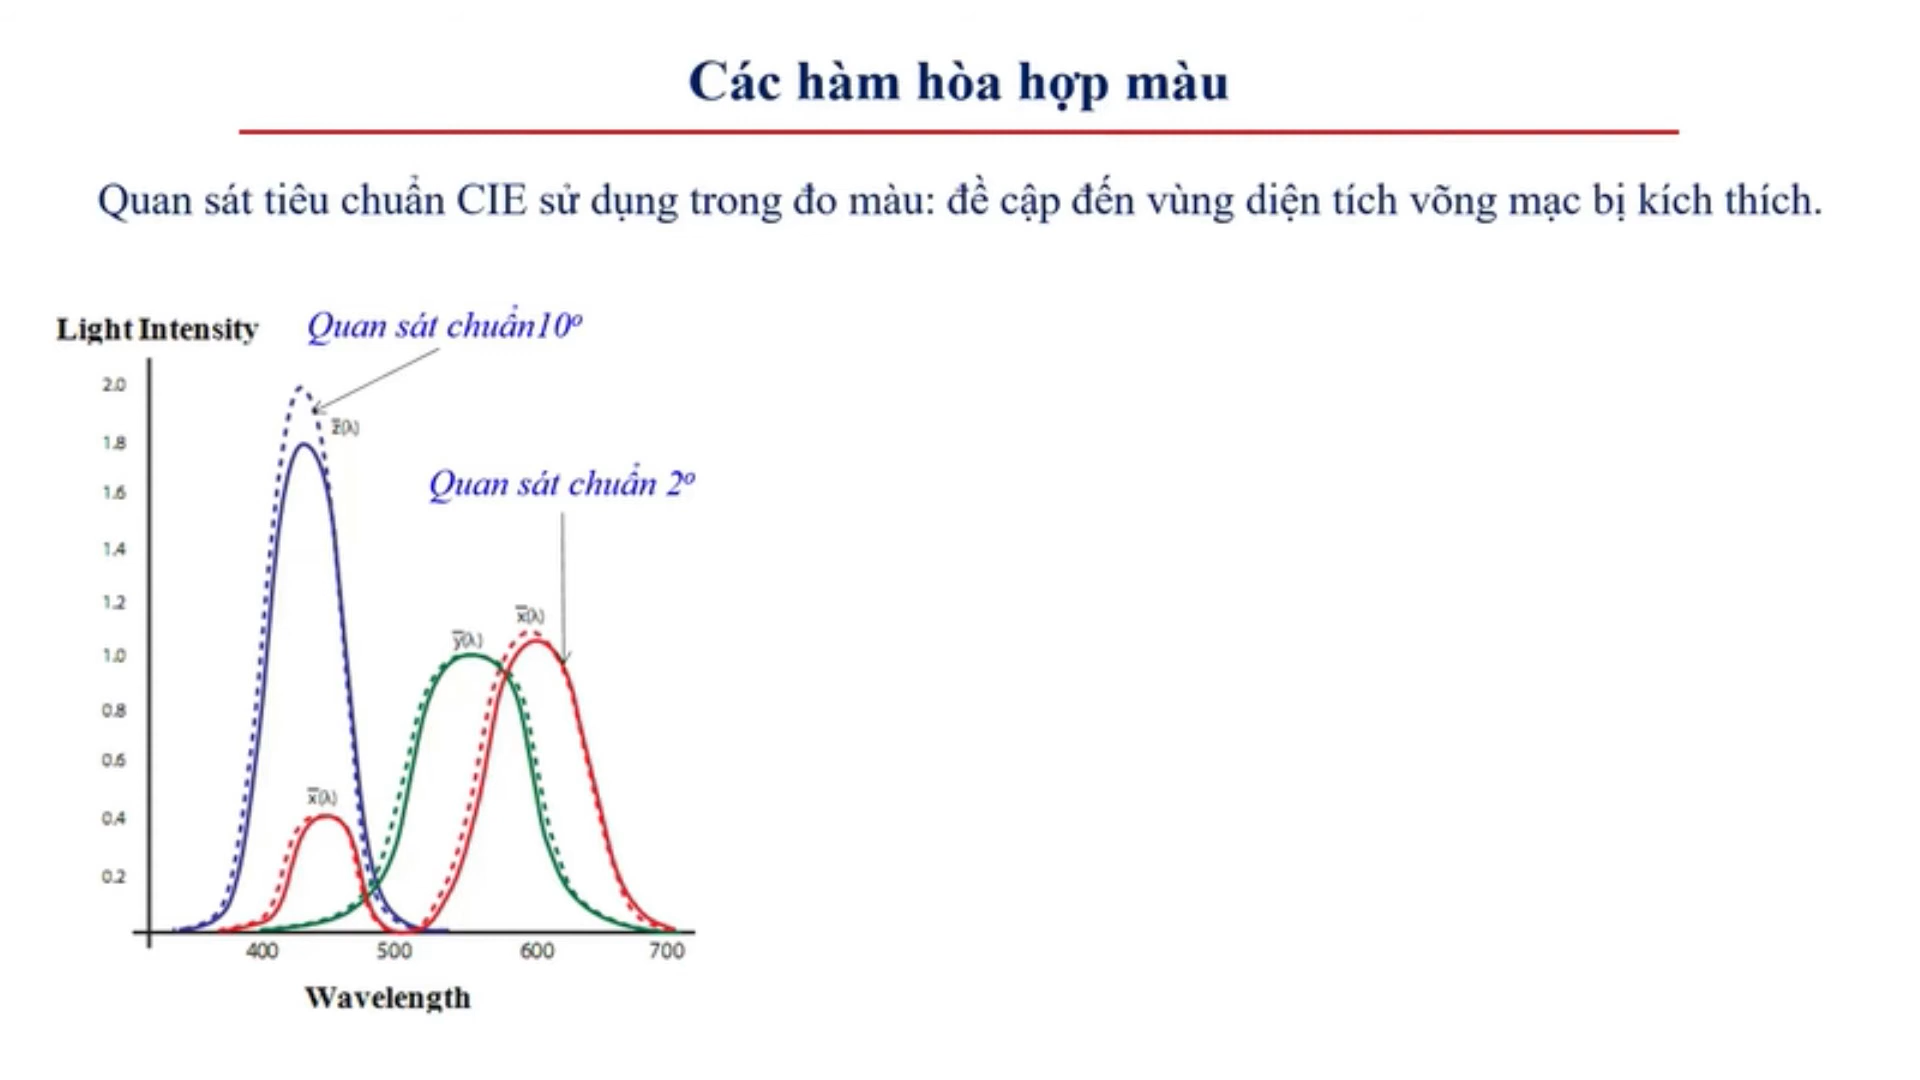 Các hàm hòa hợp màu
Quan sát tiêu chuẩn CIE sử dụng trong đo màu: đề cập đến vùng diện tích võng mạc bị kích thích.
Light Intensity
Quan sát chuẩn10º
2.0
z̅(λ)
1.8
Quan sát chuẩn 2º
1.6
1.4
1.2
x̅(λ)
y̅(λ)
1.0
0.8
0.6
x̅(λ)
0.4
0.2
400 500 600 700
Wavelength